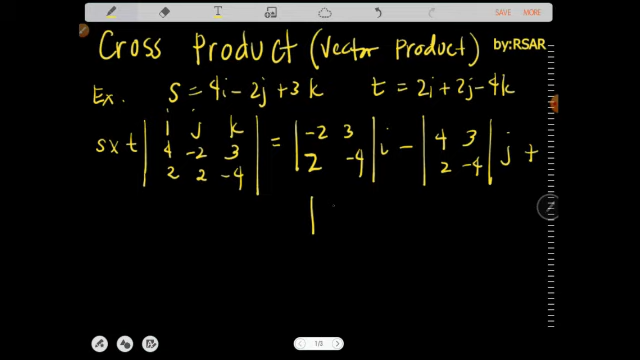 SAVE MORE
Cross Product (Vector Product) by:RSAR
Ex. s = 4i - 2j + 3k t = 2i + 2j - 4k
s x t | i j k | = | -2 3 | i - | 4 3 | j +
| 4 -2 3 | | 2 -4 | | 2 -4 |
| 2 2 -4 |
|
1/3